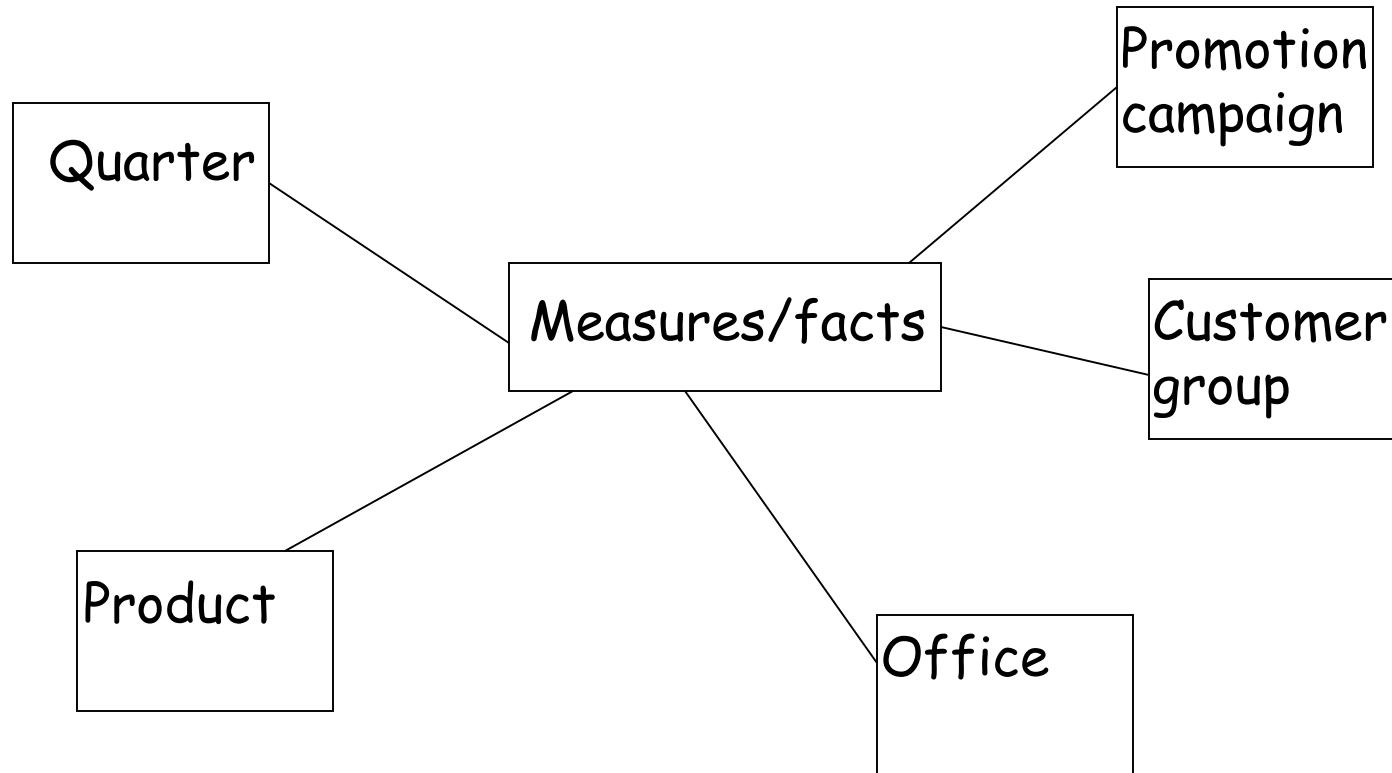 Promotion
campaign
Quarter
Measures/facts
Customer
group
Product
Office